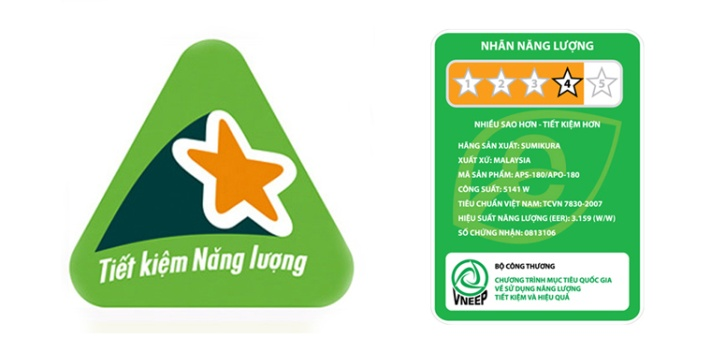 Tiết kiệm Năng lượng
NHÃN NĂNG LƯỢNG
1 2 3 4 5
NHIỀU SAO HƠN - TIẾT KIỆM HƠN
HÃNG SẢN XUẤT: SUMIKURA
XUẤT XỨ: MALAYSIA
MÃ SẢN PHẨM: APS-180/APO-180
CÔNG SUẤT: 5141 W
TIÊU CHUẨN VIỆT NAM: TCVN 7830-2007
HIỆU SUẤT NĂNG LƯỢNG (EER): 3.159 (W/W)
SỐ CHỨNG NHẬN: 0813106
BỘ CÔNG THƯƠNG
CHƯƠNG TRÌNH MỤC TIÊU QUỐC GIA
VỀ SỬ DỤNG NĂNG LƯỢNG
TIẾT KIỆM VÀ HIỆU QUẢ
VNEEP